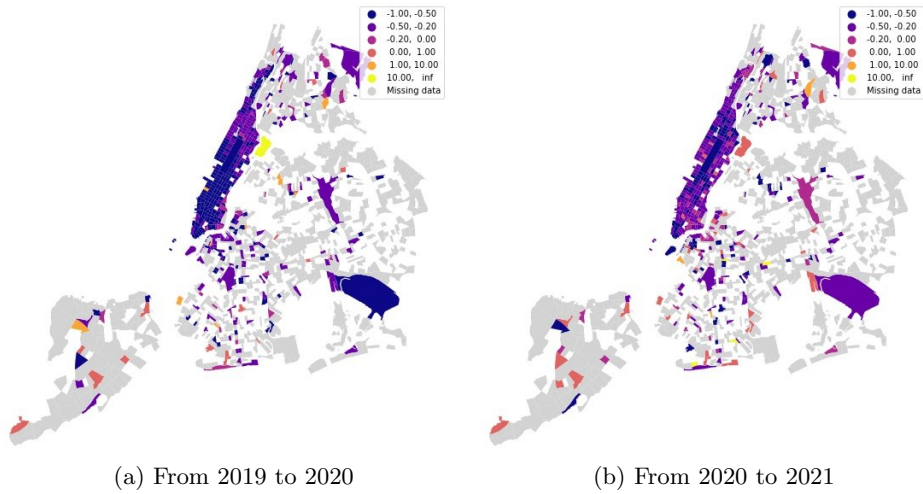 -1.00, -0.50
-0.50, -0.20
-0.20, 0.00
0.00, 1.00
1.00, 10.00
10.00, inf
Missing data
-1.00, -0.50
-0.50, -0.20
-0.20, 0.00
0.00, 1.00
1.00, 10.00
10.00, inf
Missing data
(a) From 2019 to 2020
(b) From 2020 to 2021